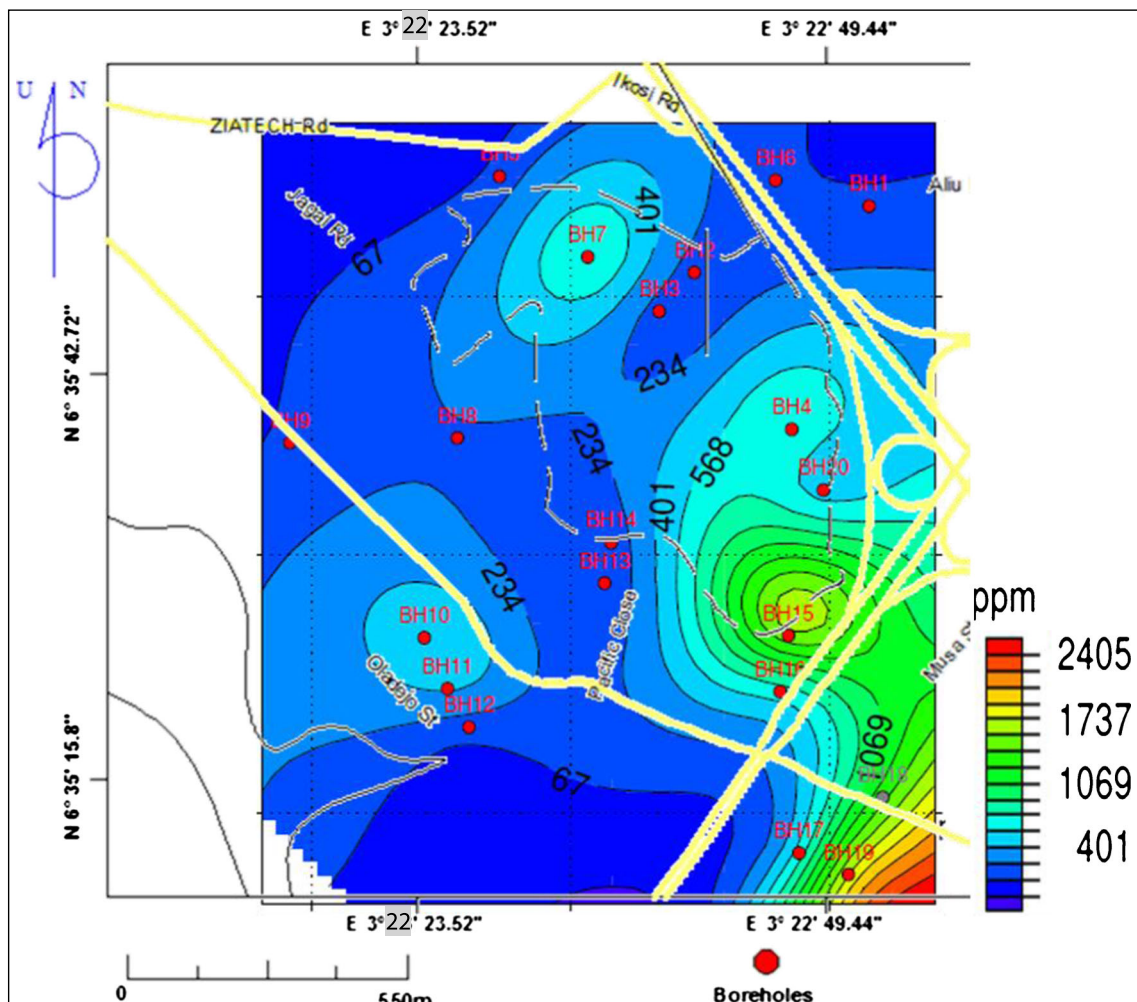 E 3° 22' 23.52" E 3° 22' 49.44"
U N
Ikosi Rd
ZIATECH Rd
BH5
BH6
BH1
Aliu
Jagal Rd
401
BH7
67
BH2
BH3
N 6° 35' 42.72"
234
BH4
BH9
BH8
234
568
BH20
401
BH14
BH13
234
BH15
BH10
ppm
Pacific Close
Musa S
BH11
Oladojo St
BH16
BH12
2405
1737
1069
401
1069
N 6° 35' 15.8"
67
BH18
BH17
BH19
E 3° 22' 23.52" E 3° 22' 49.44"
0 550m
Boreholes